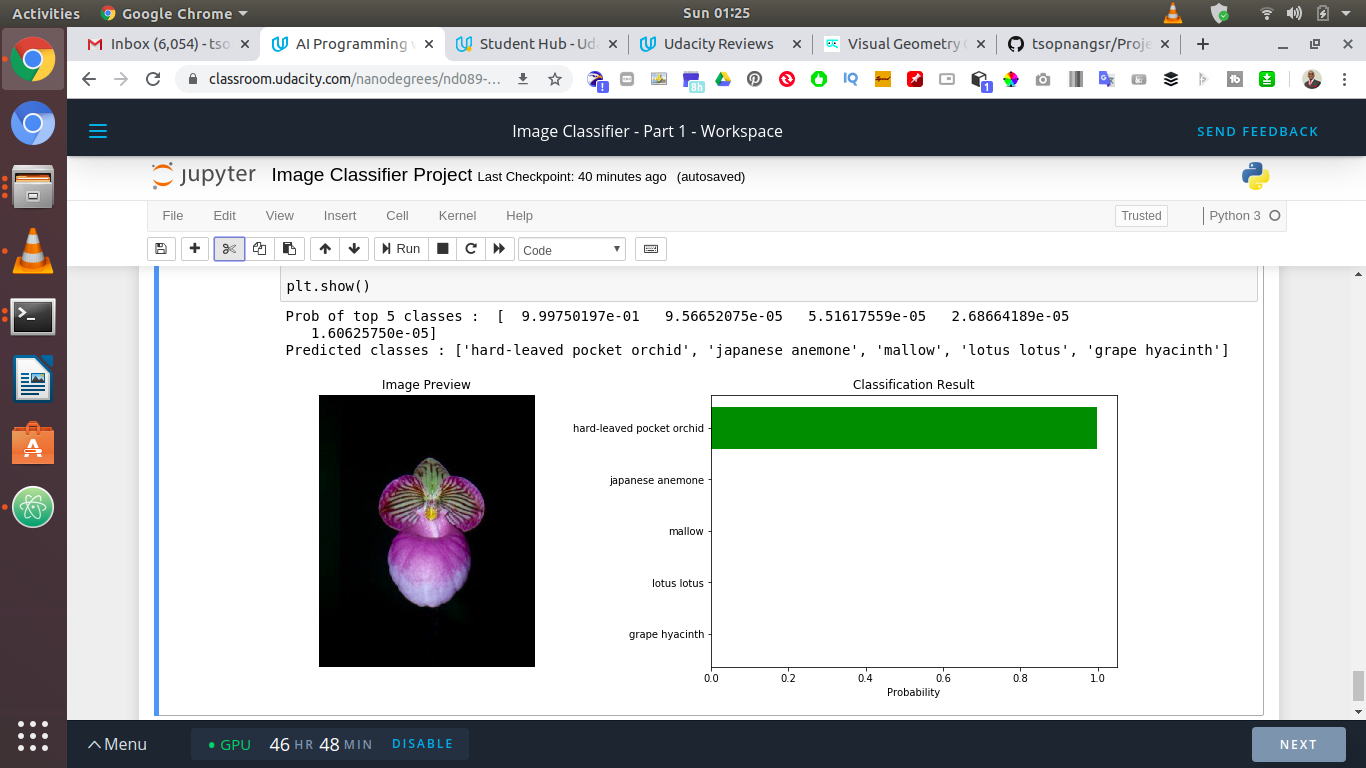 Activities Google Chrome Sun 01:25
Inbox (6,054) - tso AI Programming Student Hub - Uda Udacity Reviews Visual Geometry tsopnangsr/Proje
classroom.udacity.com/nanodegrees/nd089-... 8h 1
Image Classifier - Part 1 - Workspace SEND FEEDBACK
jupyter Image Classifier Project Last Checkpoint: 40 minutes ago (autosaved)
File Edit View Insert Cell Kernel Help Trusted Python 3
Run Code
plt.show()
Prob of top 5 classes : [ 9.99750197e-01 9.56652075e-05 5.51617559e-05 2.68664189e-05
1.60625750e-05]
Predicted classes : ['hard-leaved pocket orchid', 'japanese anemone', 'mallow', 'lotus lotus', 'grape hyacinth']
Image Preview Classification Result
hard-leaved pocket orchid
japanese anemone
mallow
lotus lotus
grape hyacinth
0.0 0.2 0.4 0.6 0.8 1.0
Probability
Menu GPU 46 HR 48 MIN DISABLE NEXT